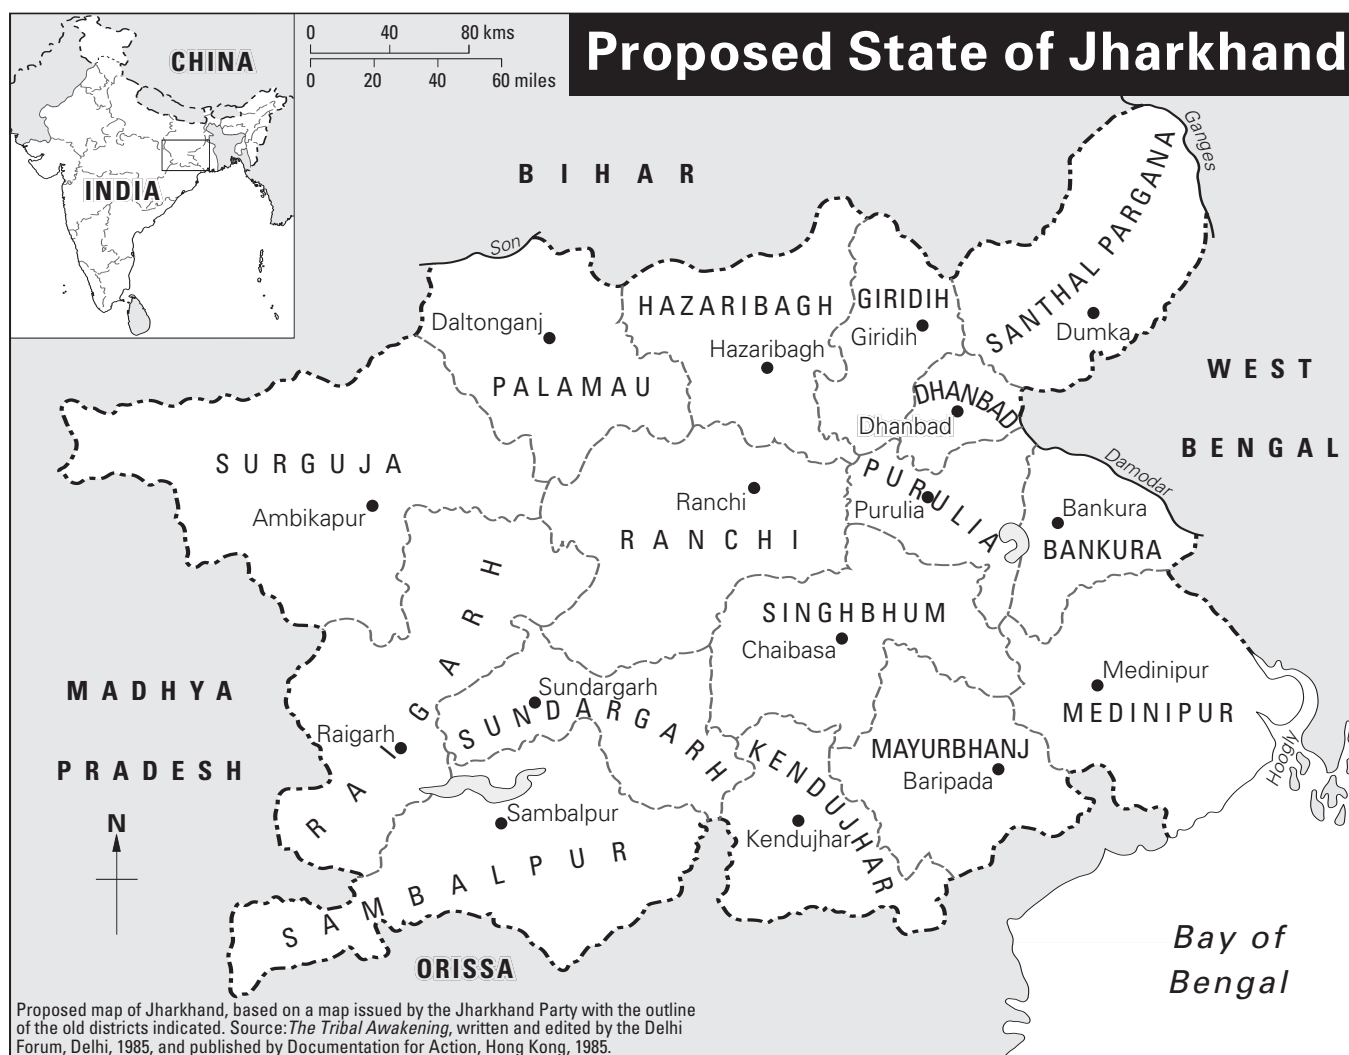 Proposed State of Jharkhand
0 40 80 kms
0 20 40 60 miles
CHINA
INDIA
BIHAR
Ganges
Son
SANTHAL PARGANA
Dumka
HAZARIBAGH
Hazaribagh
GIRIDIH
Giridih
Daltonganj
PALAMAU
DHANBAD
Dhanbad
WEST
BENGAL
Damodar
SURGUJA
Ambikapur
Ranchi
RANCHI
PURULIA
Purulia
Bankura
BANKURA
SINGHBHUM
Chaibasa
MADHYA
PRADESH
RAIGARH
Raigarh
Sundargarh
SUNDARGARH
KENDUJHAR
Kendujhar
MAYURBHANJ
Baripada
Medinipur
MEDINIPUR
Hoogly
Sambalpur
SAMBALPUR
N
ORISSA
Bay of
Bengal
Proposed map of Jharkhand, based on a map issued by the Jharkhand Party with the outline
of the old districts indicated. Source: The Tribal Awakening, written and edited by the Delhi
Forum, Delhi, 1985, and published by Documentation for Action, Hong Kong, 1985.